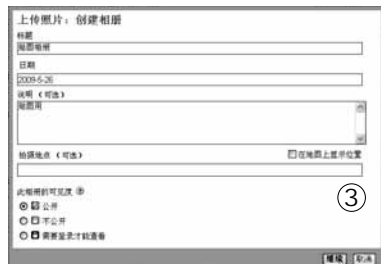 上传照片：创建相册
标题
贴图相册
日期
2009-5-26
说明（可选）
贴图用
拍摄地点（可选） 在地图上显示位置
此相册的可见度
公开
不公开
需要登录才能查看
③
继续 取消